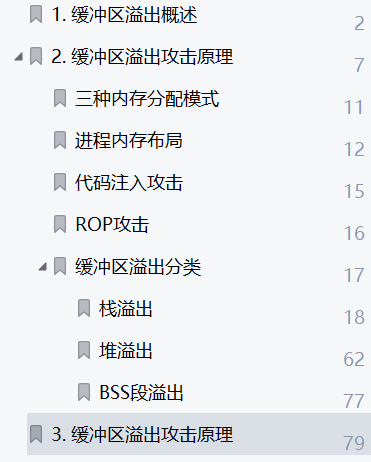 1. 缓冲区溢出概述 2
2. 缓冲区溢出攻击原理 7
三种内存分配模式 11
进程内存布局 12
代码注入攻击 15
ROP攻击 16
缓冲区溢出分类 17
栈溢出 18
堆溢出 62
BSS段溢出 77
3. 缓冲区溢出攻击原理 79